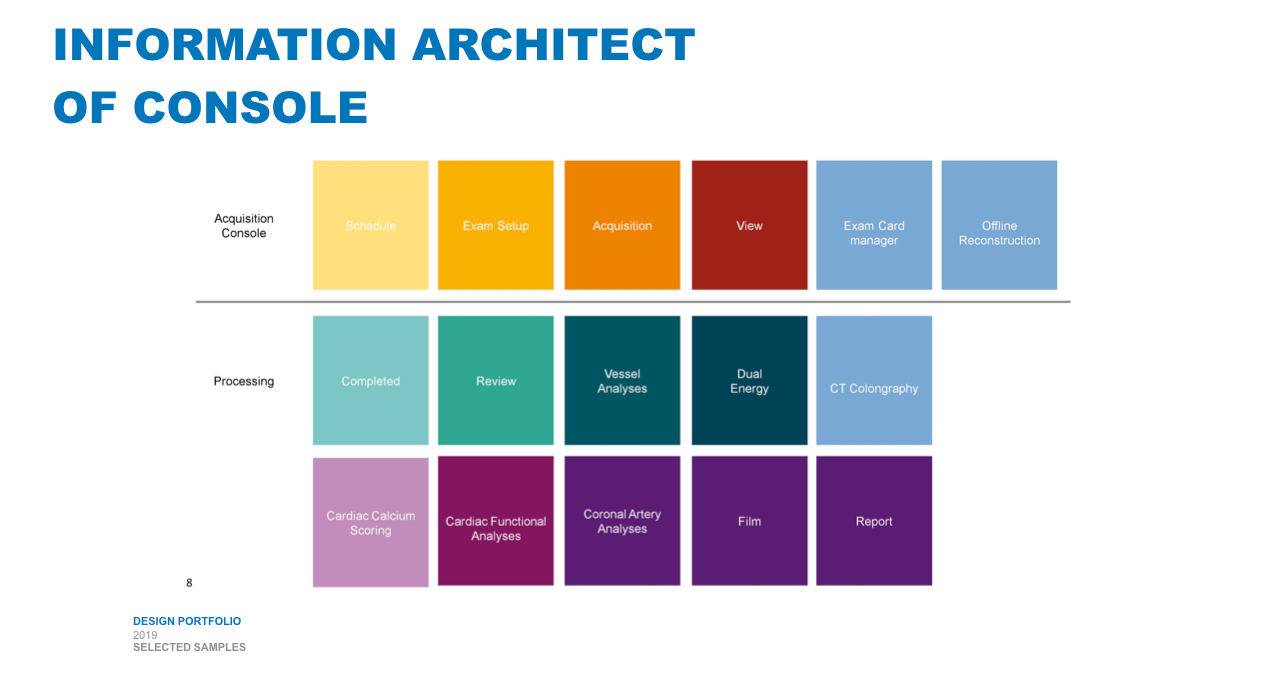 INFORMATION ARCHITECT
OF CONSOLE
Acquisition
Console
Schedule
Exam Setup
Acquisition
View
Exam Card
manager
Offline
Reconstruction
Processing
Completed
Review
Vessel
Analyses
Dual
Energy
CT Colongraphy
Cardiac Calcium
Scoring
Cardiac Functional
Analyses
Coronal Artery
Analyses
Film
Report
8
DESIGN PORTFOLIO
2019
SELECTED SAMPLES